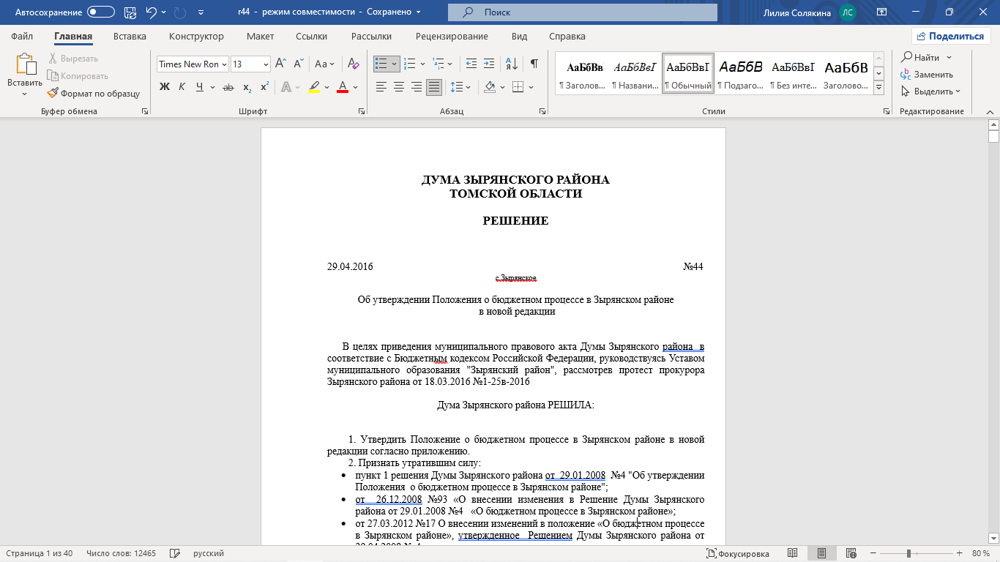 Автосохранение
r44 - режим совместимости - Сохранено
Поиск
Лилия Солякина ЛС
Файл Главная Вставка Конструктор Макет Ссылки Рассылки Рецензирование Вид Справка Поделиться
Вставить
Вырезать
Копировать
Формат по образцу
Буфер обмена
Times New Ron 13
Шрифт
Абзац
АаБбВв АаБбВвІ АаБбВвІ АаБбВ АаБбВвІ АаБбВ
¶ Заголов... ¶ Названи... ¶ Обычный ¶ Подзаго... ¶ Без инте... Заголово...
Стили
Найти
Заменить
Выделить
Редактирование
ДУМА ЗЫРЯНСКОГО РАЙОНА
ТОМСКОЙ ОБЛАСТИ
РЕШЕНИЕ
29.04.2016 №44
с.Зырянское
Об утверждении Положения о бюджетном процессе в Зырянском районе
в новой редакции
В целях приведения муниципального правового акта Думы Зырянского района в
соответствие с Бюджетным кодексом Российской Федерации, руководствуясь Уставом
муниципального образования "Зырянский район", рассмотрев протест прокурора
Зырянского района от 18.03.2016 №1-25в-2016
Дума Зырянского района РЕШИЛА:
1. Утвердить Положение о бюджетном процессе в Зырянском районе в новой
редакции согласно приложению.
2. Признать утратившим силу:
• пункт 1 решения Думы Зырянского района от 29.01.2008 №4 "Об утверждении
Положения о бюджетном процессе в Зырянском районе";
• от 26.12.2008 №93 «О внесении изменения в Решение Думы Зырянского
района от 29.01.2008 №4 «О бюджетном процессе в Зырянском районе»;
• от 27.03.2012 №17 О внесении изменений в положение «О бюджетном процессе
в Зырянском районе», утвержденное Решением Думы Зырянского района от
Страница 1 из 40 Число слов: 12465 русский Фокусировка 80 %